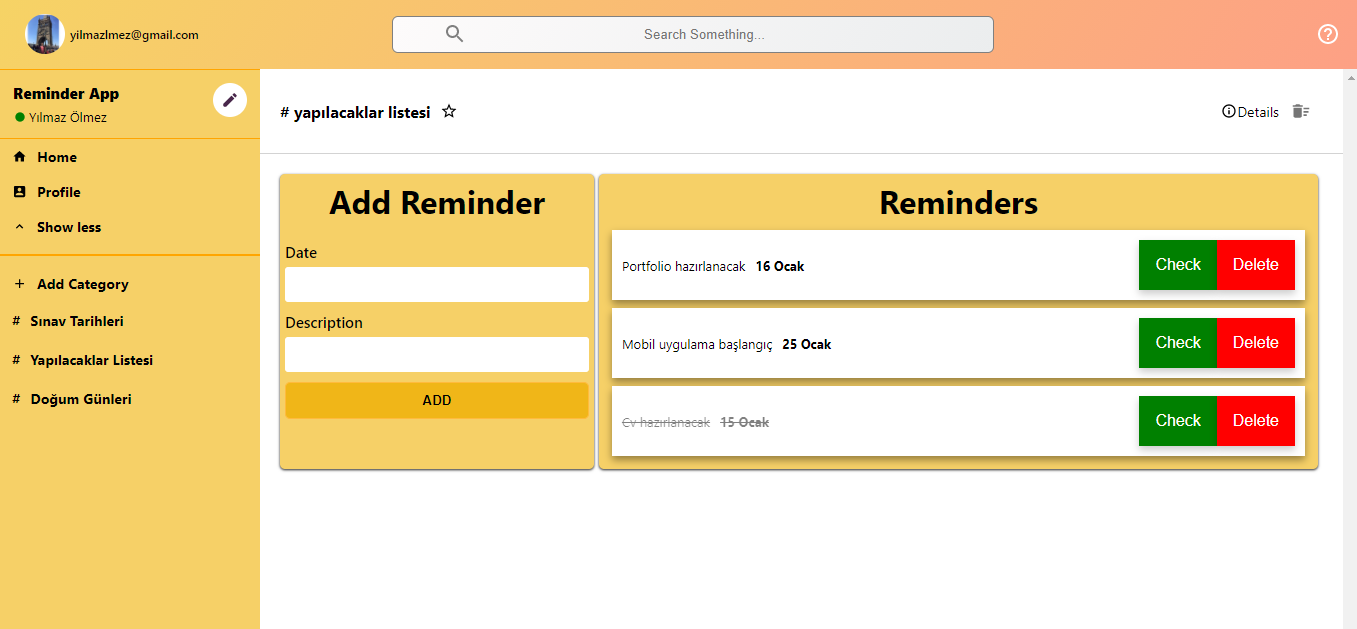 yilmazlmez@gmail.com
Search Something...
Reminder App
Yılmaz Ölmez
Home
Profile
Show less
Add Category
# Sınav Tarihleri
# Yapılacaklar Listesi
# Doğum Günleri
# yapılacaklar listesi
Details
Add Reminder
Date
Description
ADD
Reminders
Portfolio hazırlanacak 16 Ocak Check Delete
Mobil uygulama başlangıç 25 Ocak Check Delete
Cv hazırlanacak 15 Ocak Check Delete